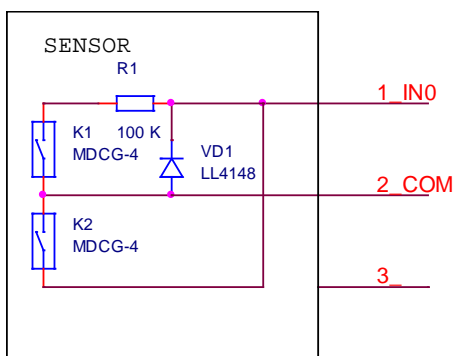 SENSOR
R1
1_IN0
K1
100 K
MDCG-4
VD1
LL4148
2_COM
K2
MDCG-4
3_